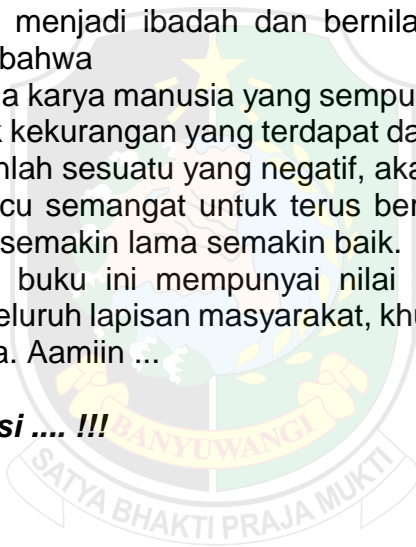 menjadi ibadah dan bernila
bahwa
a karya manusia yang sempu
kekurangan yang terdapat da
nlah sesuatu yang negatif, aka
cu semangat untuk terus ber
semakin lama semakin baik.
buku ini mempunyai nilai
eluruh lapisan masyarakat, khu
a. Aamiin ...
si .... !!!
BANYUWANGI
SATYA BHAKTI PRAJA MUKTI